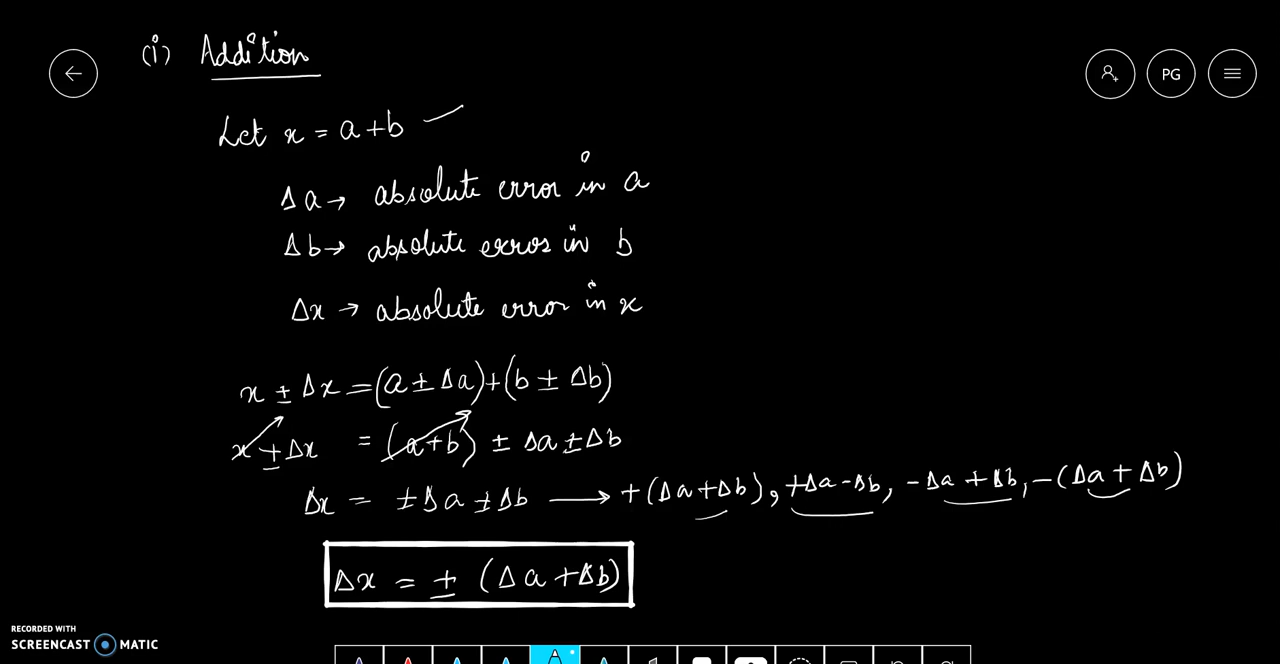 (i) Addition
PG
Let x = a+b
Δa → absolute error in a
Δb → absolute error in b
Δx → absolute error in x
x ± Δx = (a ± Δa) + (b ± Δb)
x ± Δx = (a+b) ± Δa ± Δb
Δx = ±Δa ±Δb → +(Δa+Δb), +Δa-Δb, -Δa+Δb, -(Δa+Δb)
Δx = ± (Δa+Δb)
RECORDED WITH
SCREENCAST MATIC